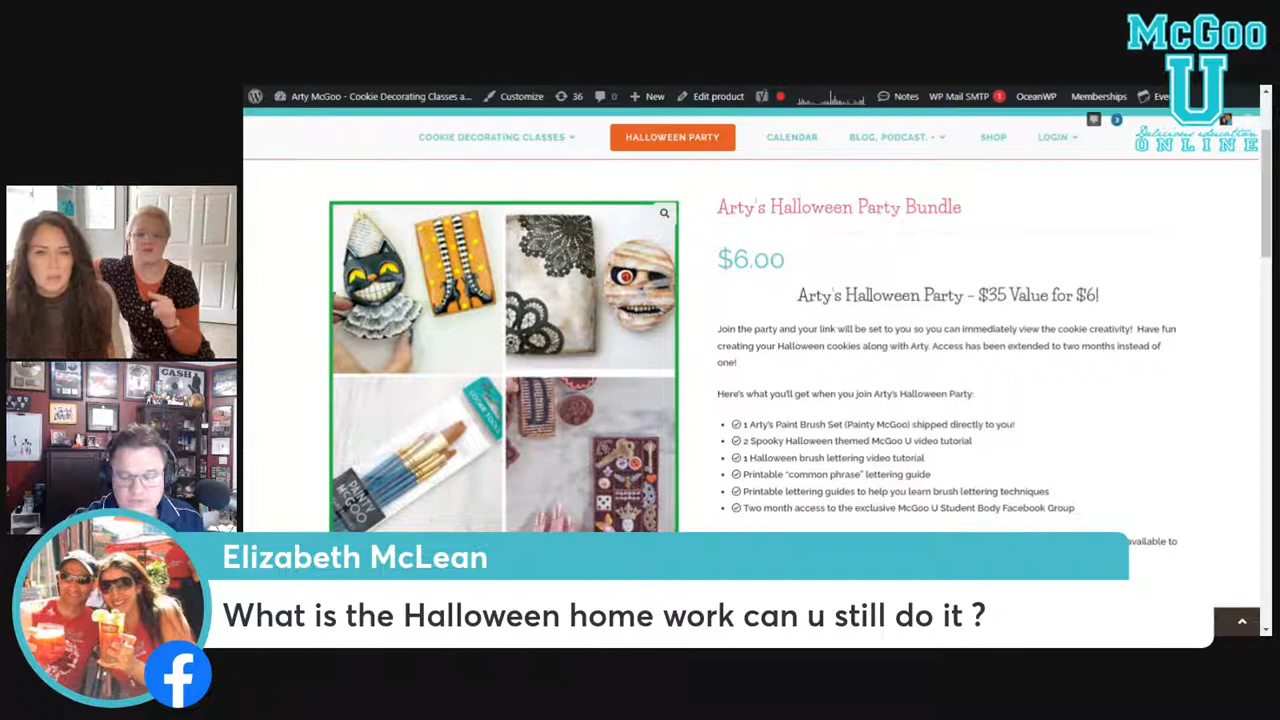 McGoo
U
Delicious education
ONLINE
Arty McGoo - Cookie Decorating Classes a... Customize 36 0 New Edit product Notes WP Mail SMTP 1 OceanWP Memberships Eve
3
COOKIE DECORATING CLASSES HALLOWEEN PARTY CALENDAR BLOG, PODCAST, + SHOP LOGIN
Arty's Halloween Party Bundle
$6.00
Arty's Halloween Party – $35 Value for $6!
Join the party and your link will be set to you so you can immediately view the cookie creativity! Have fun
creating your Halloween cookies along with Arty. Access has been extended to two months instead of
one!
Here's what you'll get when you join Arty's Halloween Party:
1 Arty's Paint Brush Set (Painty McGoo) shipped directly to you!
2 Spooky Halloween themed McGoo U video tutorial
1 Halloween brush lettering video tutorial
Printable "common phrase" lettering guide
Printable lettering guides to help you learn brush lettering techniques
Two month access to the exclusive McGoo U Student Body Facebook Group
available to
CASH
COOKIE TOOLS
PAINTY
MCGOO
Elizabeth McLean
What is the Halloween home work can u still do it ?